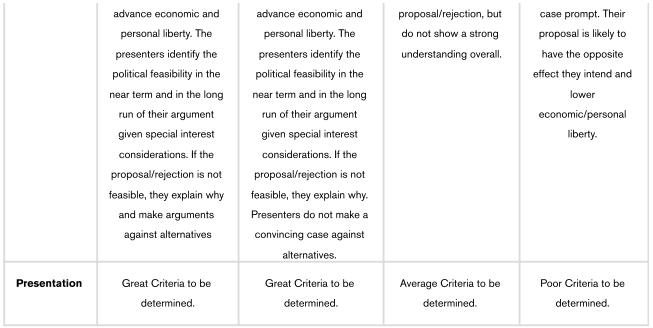 advance economic and
personal liberty. The
presenters identify the
political feasibility in the
near term and in the long
run of their argument
given special interest
considerations. If the
proposal/rejection is not
feasible, they explain why
and make arguments
against alternatives
advance economic and
personal liberty. The
presenters identify the
political feasibility in the
near term and in the long
run of their argument
given special interest
considerations. If the
proposal/rejection is not
feasible, they explain why.
Presenters do not make a
convincing case against
alternatives.
proposal/rejection, but
do not show a strong
understanding overall.
case prompt. Their
proposal is likely to
have the opposite
effect they intend and
lower
economic/personal
liberty.
Presentation
Great Criteria to be
determined.
Great Criteria to be
determined.
Average Criteria to be
determined.
Poor Criteria to be
determined.